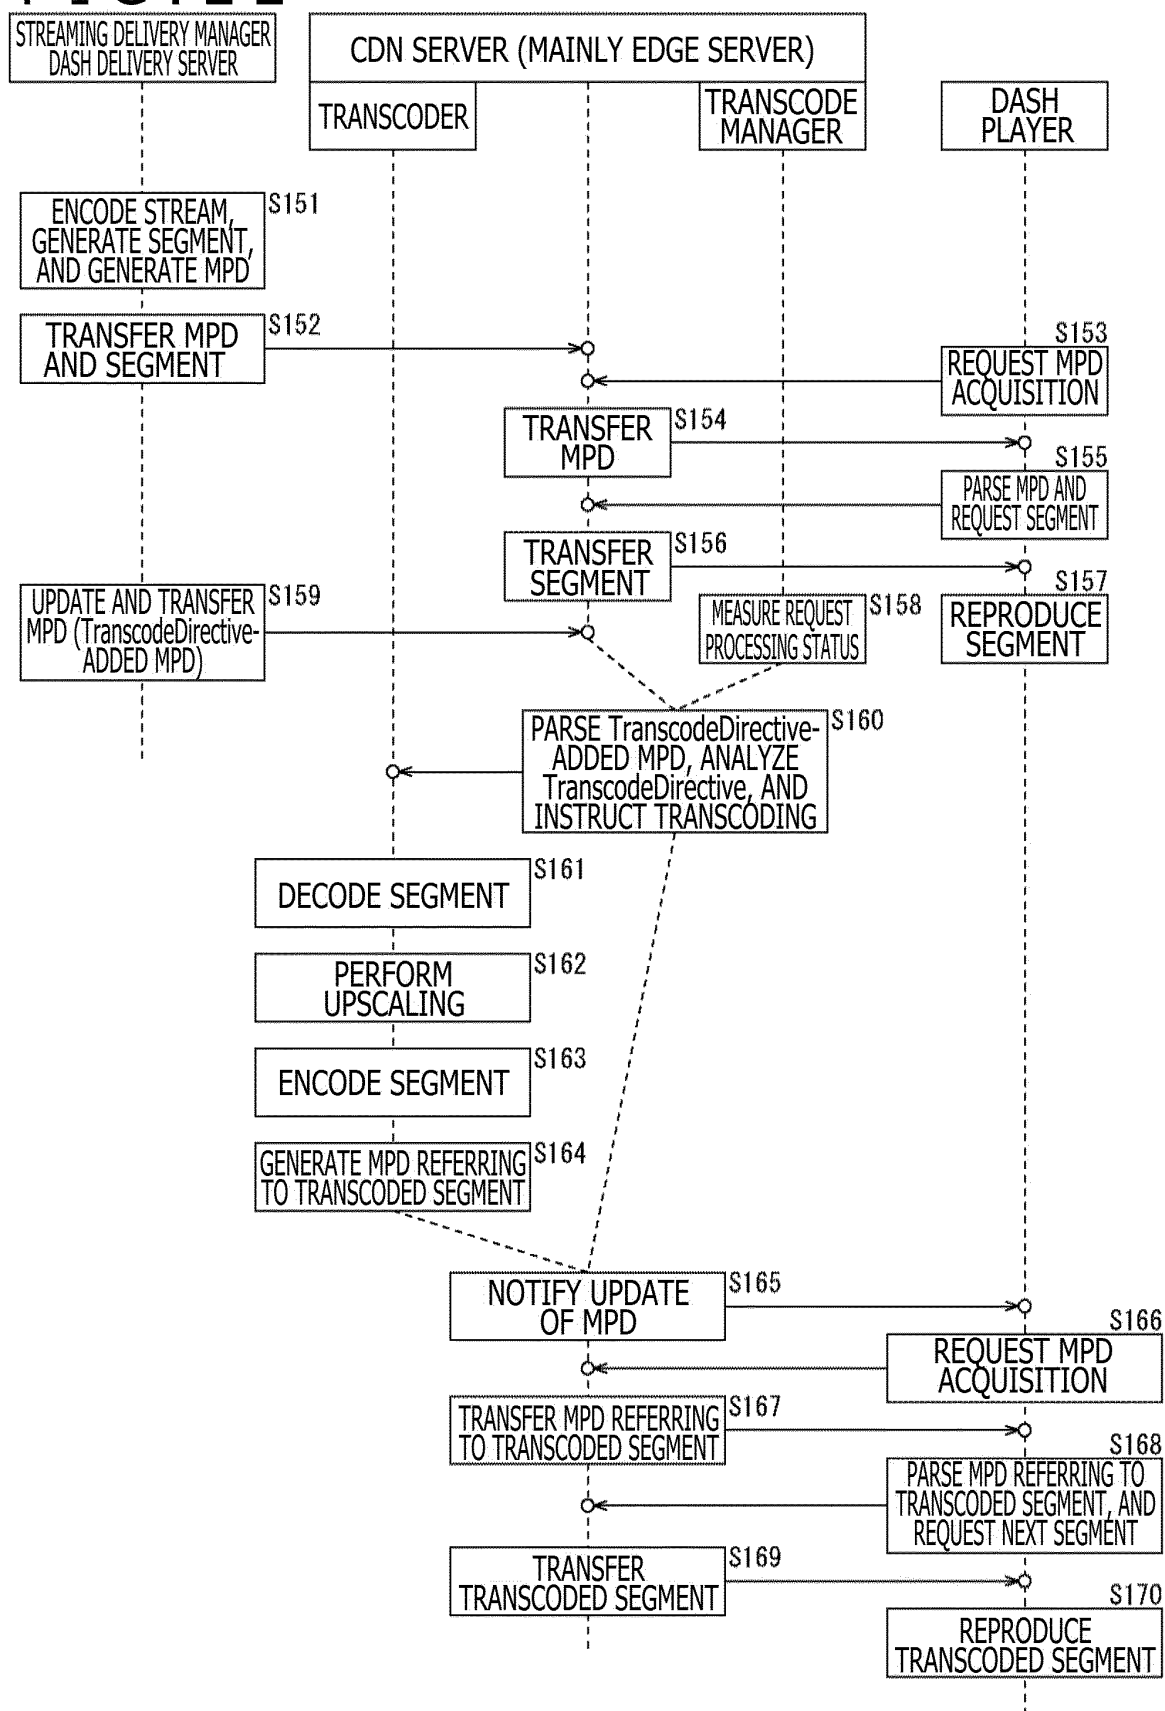 STREAMING DELIVERY MANAGER
DASH DELIVERY SERVER
CDN SERVER (MAINLY EDGE SERVER)
TRANSCODER
TRANSCODE
MANAGER
DASH
PLAYER
S151
ENCODE STREAM,
GENERATE SEGMENT,
AND GENERATE MPD
S152
TRANSFER MPD
AND SEGMENT
S153
REQUEST MPD
ACQUISITION
S154
TRANSFER
MPD
S155
PARSE MPD AND
REQUEST SEGMENT
S156
TRANSFER
SEGMENT
S157
REPRODUCE
SEGMENT
S158
MEASURE REQUEST
PROCESSING STATUS
S159
UPDATE AND TRANSFER
MPD (TranscodeDirective-
ADDED MPD)
S160
PARSE TranscodeDirective-
ADDED MPD, ANALYZE
TranscodeDirective, AND
INSTRUCT TRANSCODING
S161
DECODE SEGMENT
S162
PERFORM
UPSCALING
S163
ENCODE SEGMENT
S164
GENERATE MPD REFERRING
TO TRANSCODED SEGMENT
S165
NOTIFY UPDATE
OF MPD
S166
REQUEST MPD
ACQUISITION
S167
TRANSFER MPD REFERRING
TO TRANSCODED SEGMENT
S168
PARSE MPD REFERRING TO
TRANSCODED SEGMENT, AND
REQUEST NEXT SEGMENT
S169
TRANSFER
TRANSCODED SEGMENT
S170
REPRODUCE
TRANSCODED SEGMENT